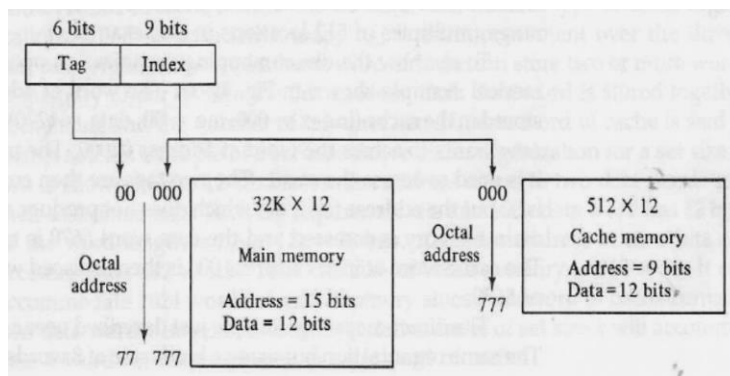 6 bits 9 bits
Tag Index
00 000
32K X 12
Main memory
Address = 15 bits
Data = 12 bits
Octal
address
77 777
000
Octal
address
777
512 X 12
Cache memory
Address = 9 bits
Data = 12 bits